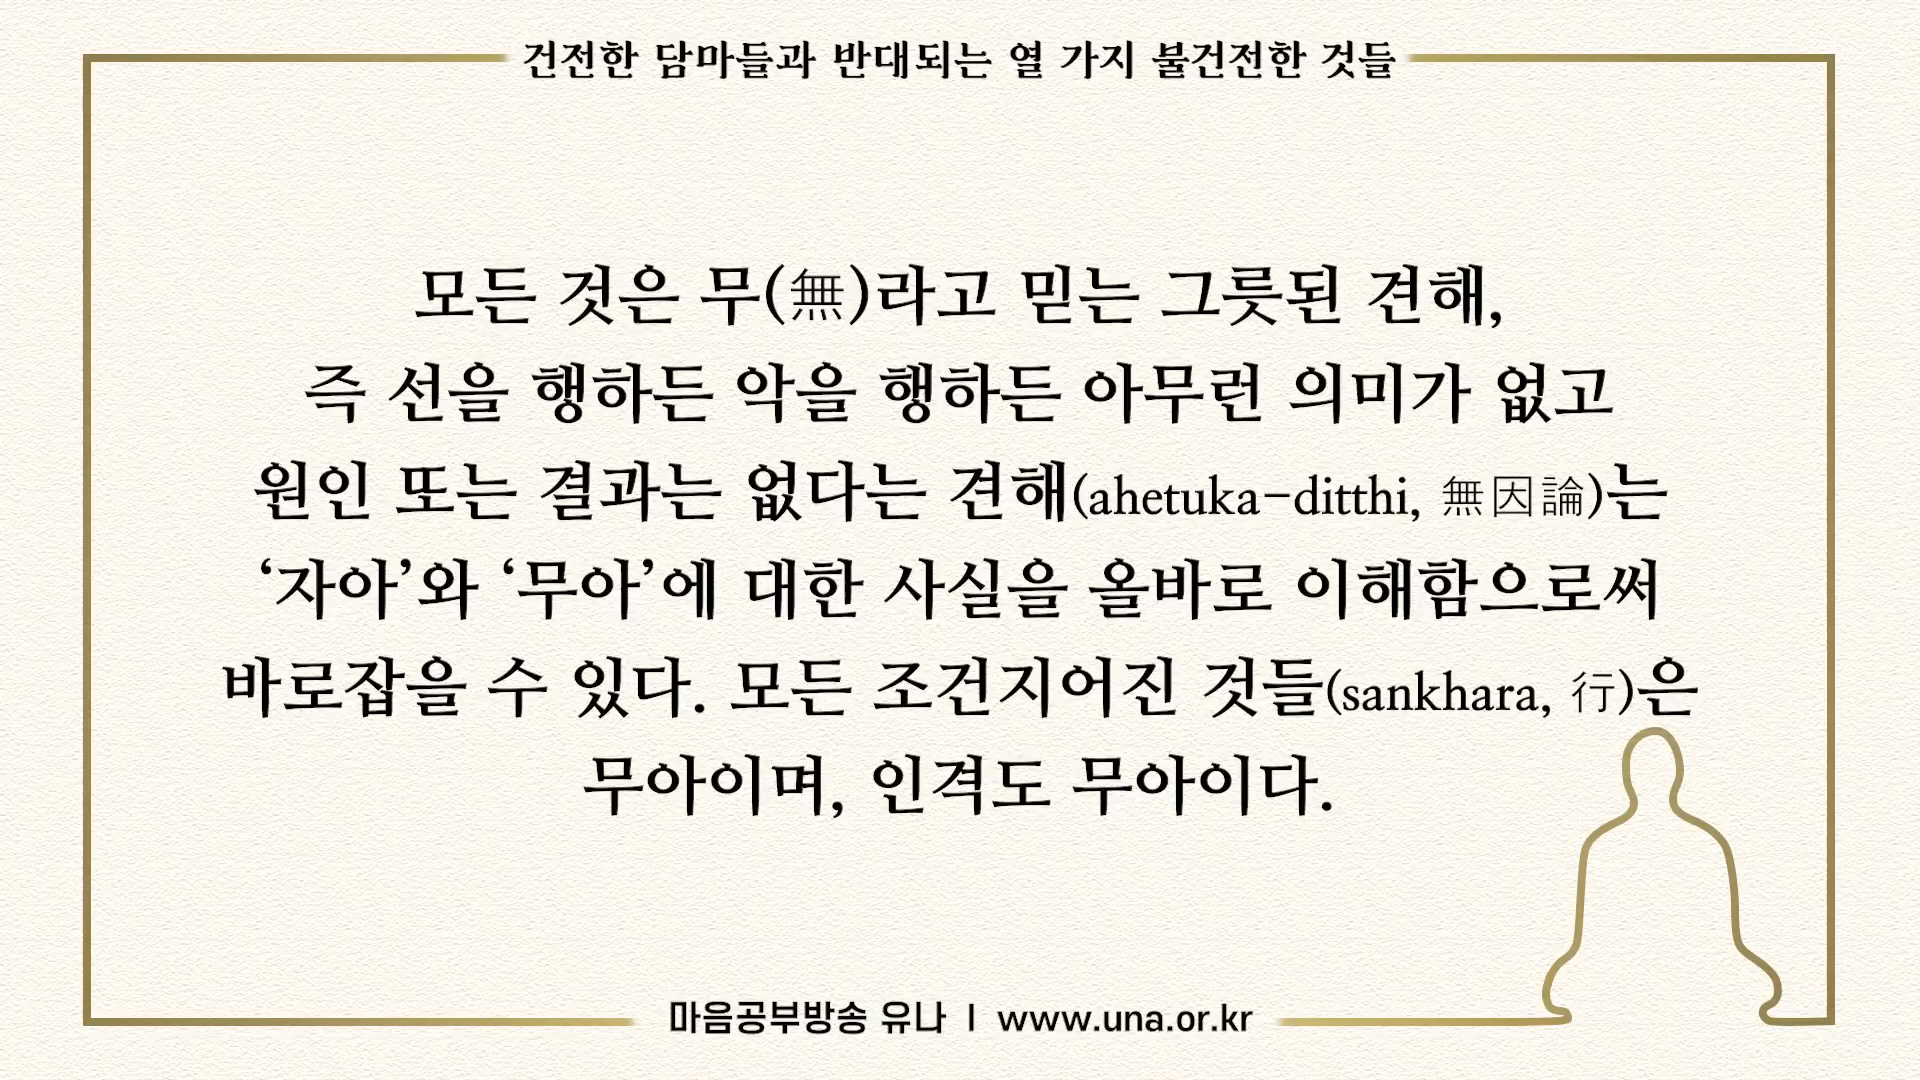 건전한 담마들과 반대되는 열 가지 불건전한 것들
모든 것은 무(無)라고 믿는 그릇된 견해,
즉 선을 행하든 악을 행하든 아무런 의미가 없고
원인 또는 결과는 없다는 견해(ahetuka-ditthi, 無因論)는
‘자아’와 ‘무아’에 대한 사실을 올바로 이해함으로써
바로잡을 수 있다. 모든 조건지어진 것들(sankhara, 行)은
무아이며, 인격도 무아이다.
마음공부방송 유나 | www.una.or.kr